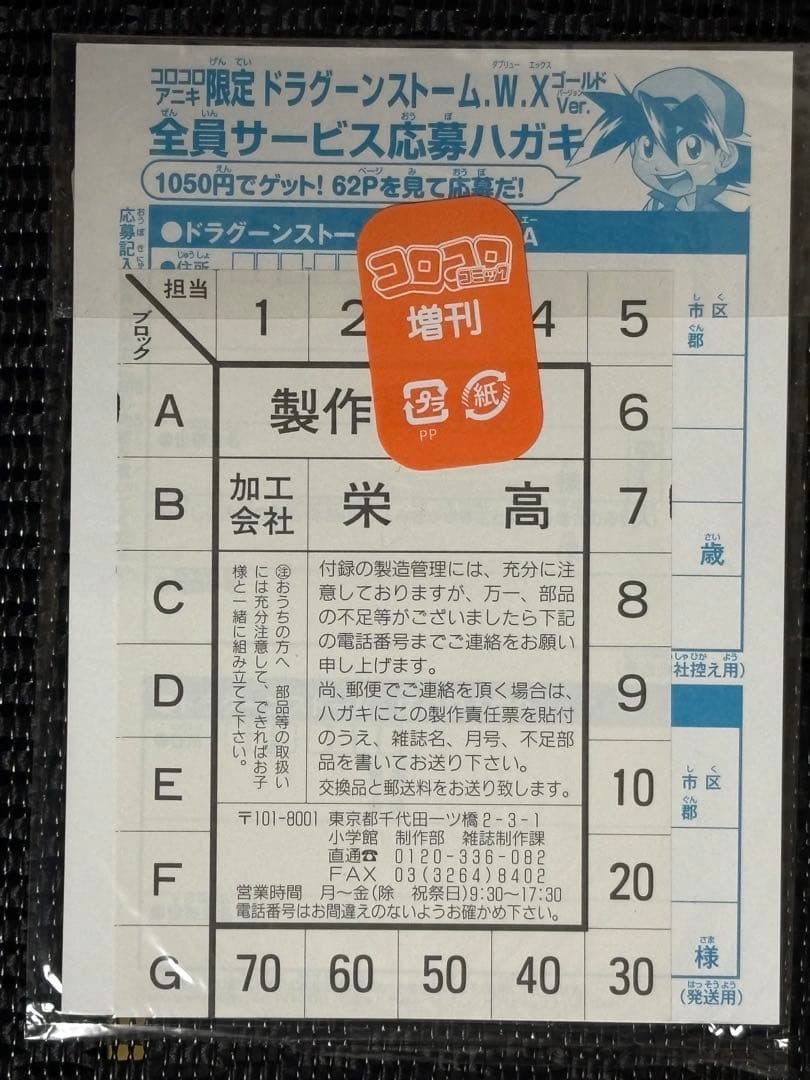 コロコロアニキ限定ドラグーンストーム.W.XゴールドVer.
全員サービス応募ハガキ
1050円でゲット! 62Pを見て応募だ!
応募記入
●ドラグーンストー
A
●住所
市区
郡
歳
社控え用)
市区
郡
様
(発送用)
コロコロ
コミック
増刊
プラ
紙
PP
担当
ブロック
1
2
4
5
A
製作
6
B
加工会社
栄高
7
C
8
D
9
E
10
F
20
G
70
60
50
40
30
付録の製造管理には、充分に注
意しておりますが、万一、部品
の不足等がございましたら下記
の電話番号までご連絡をお願い
申し上げます。
尚、郵便でご連絡を頂く場合は、
ハガキにこの製作責任票を貼付
のうえ、雑誌名、月号、不足部
品を書いてお送り下さい。
交換品と郵送料をお送り致します。
㊟おうちの方へ 部品等の取扱い
には充分注意して、できればお子
様と一緒に組み立てて下さい。
〒101-8001 東京都千代田一ツ橋2-3-1
小学館 制作部 雑誌制作課
直通☎ 0120-336-082
FAX 03(3264)8402
営業時間 月〜金(除 祝祭日)9:30〜17:30
電話番号はお間違えのないようお確かめ下さい。